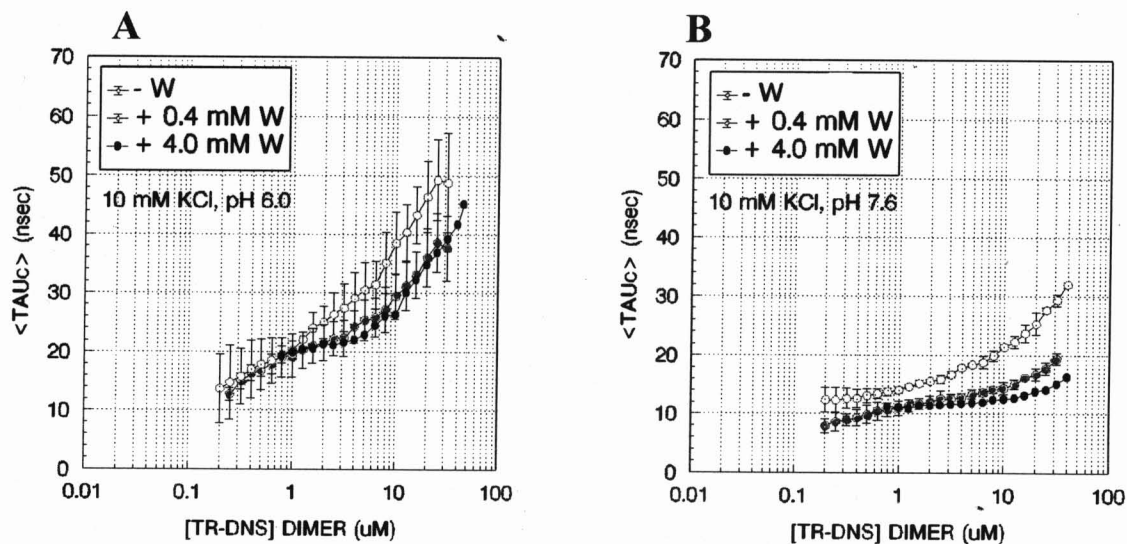 A
70
60
50
40
30
20
10
0
<TAUc> (nsec)
- W
+ 0.4 mM W
+ 4.0 mM W
10 mM KCl, pH 6.0
0.01
0.1
1
10
100
[TR-DNS] DIMER (uM)
B
70
60
50
40
30
20
10
0
<TAUc> (nsec)
- W
+ 0.4 mM W
+ 4.0 mM W
10 mM KCl, pH 7.6
0.01
0.1
1
10
100
[TR-DNS] DIMER (uM)